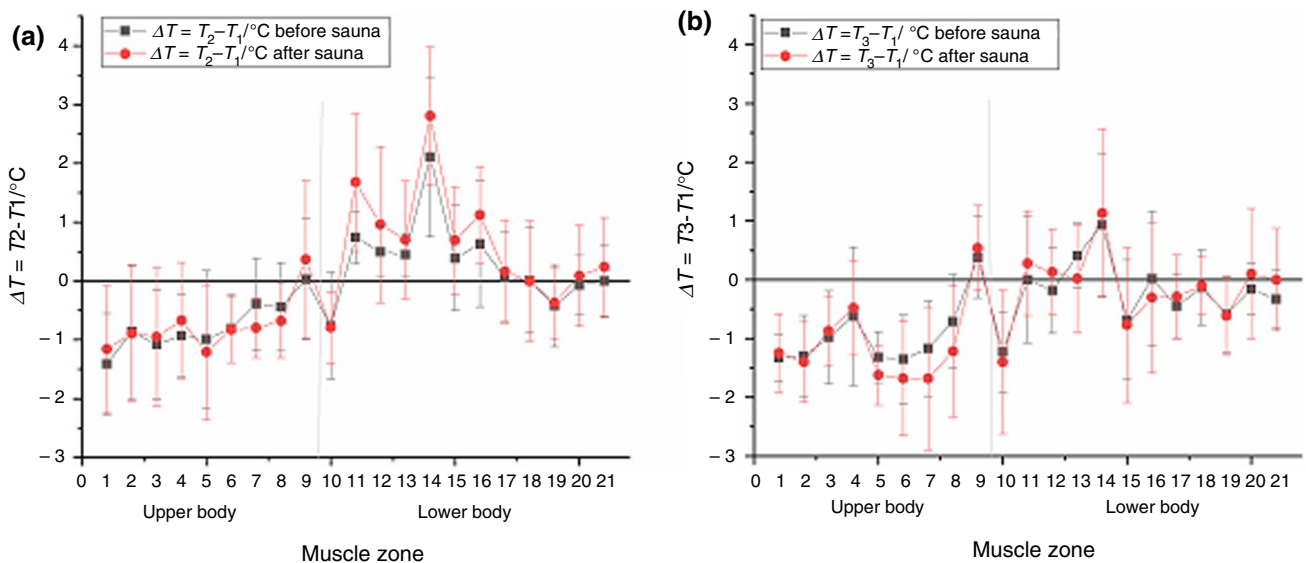 (a)
ΔT = T2–T1/°C before sauna
ΔT = T2–T1/°C after sauna
ΔT = T2-T1/°C
4
3
2
1
0
– 1
– 2
– 3
0 1 2 3 4 5 6 7 8 9 10 11 12 13 14 15 16 17 18 19 20 21
Upper body Lower body
Muscle zone
(b)
ΔT =T3–T1/ °C before sauna
ΔT = T3–T1/ °C after sauna
ΔT = T3-T1/°C
4
3
2
1
0
– 1
– 2
– 3
0 1 2 3 4 5 6 7 8 9 10 11 12 13 14 15 16 17 18 19 20 21
Upper body Lower body
Muscle zone